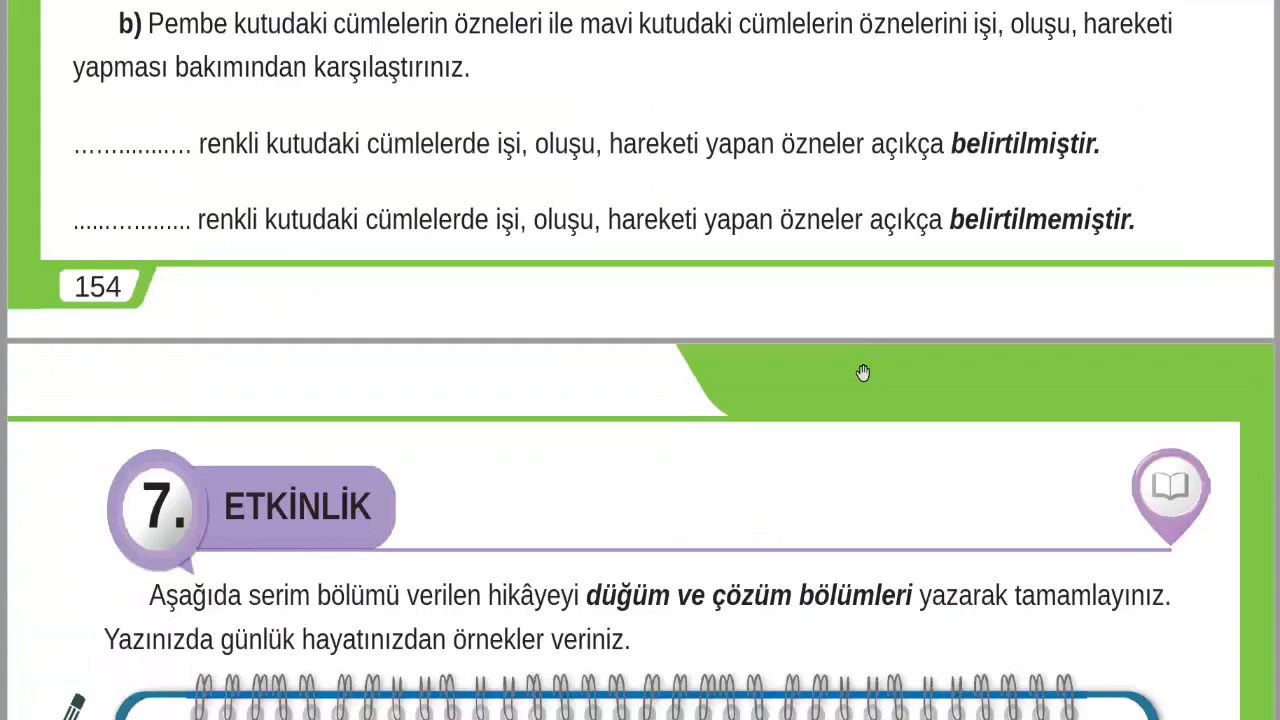 b) Pembe kutudaki cümlelerin özneleri ile mavi kutudaki cümlelerin öznelerini işi, oluşu, hareketi
yapması bakımından karşılaştırınız.
…….......… renkli kutudaki cümlelerde işi, oluşu, hareketi yapan özneler açıkça belirtilmiştir.
......…......... renkli kutudaki cümlelerde işi, oluşu, hareketi yapan özneler açıkça belirtilmemiştir.
154
7. ETKİNLİK
Aşağıda serim bölümü verilen hikâyeyi düğüm ve çözüm bölümleri yazarak tamamlayınız.
Yazınızda günlük hayatınızdan örnekler veriniz.